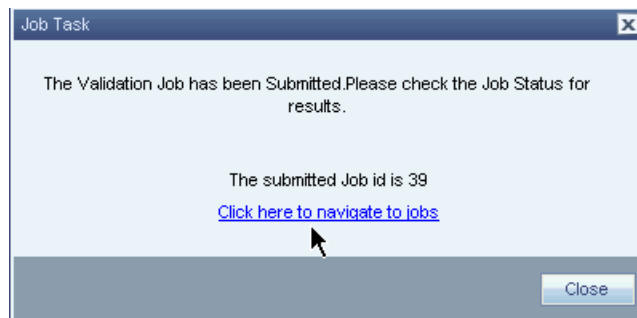 Job Task
The Validation Job has been Submitted.Please check the Job Status for
results.
The submitted Job id is 39
Click here to navigate to jobs
Close